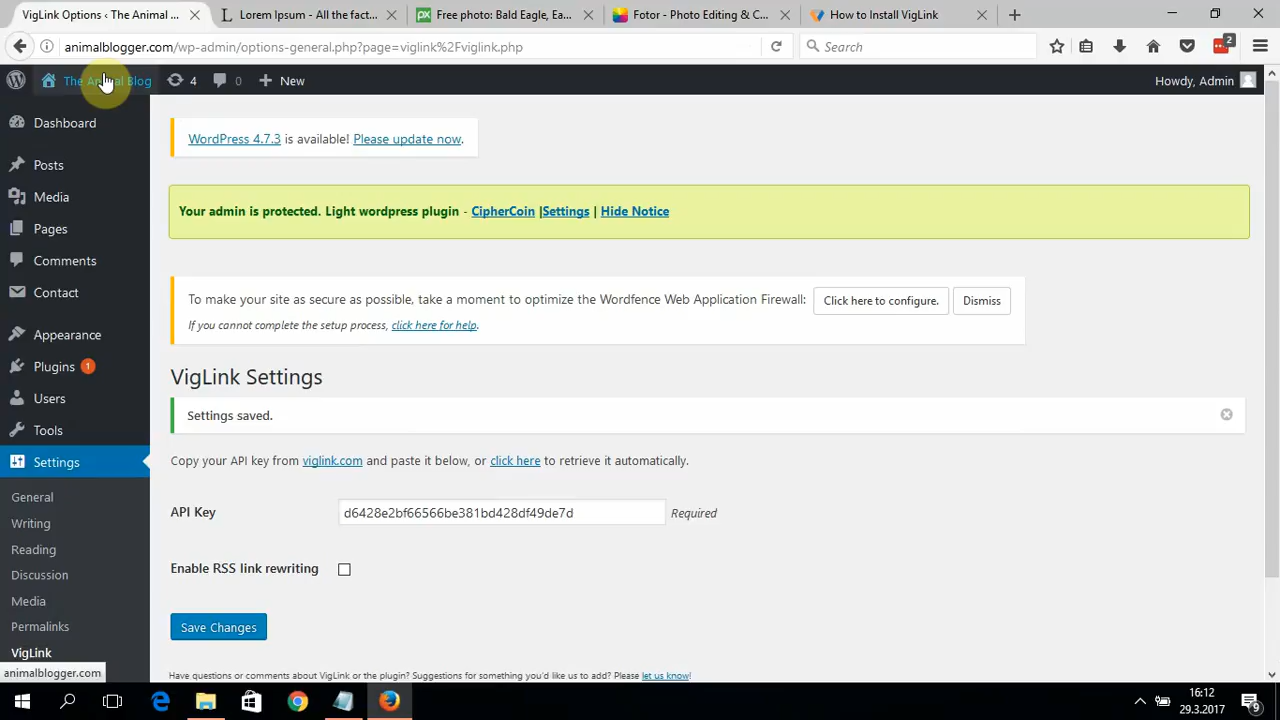 VigLink Options ‹ The Animal ...
Lorem Ipsum - All the fact...
Free photo: Bald Eagle, Ea...
Fotor - Photo Editing & C...
How to Install VigLink
animalblogger.com/wp-admin/options-general.php?page=viglink%2Fviglink.php
Search
2
The Animal Blog
4
0
New
Howdy, Admin
Dashboard
Posts
Media
Pages
Comments
Contact
Appearance
Plugins 1
Users
Tools
Settings
General
Writing
Reading
Discussion
Media
Permalinks
VigLink
animalblogger.com
WordPress 4.7.3 is available! Please update now.
Your admin is protected. Light wordpress plugin - CipherCoin |Settings | Hide Notice
To make your site as secure as possible, take a moment to optimize the Wordfence Web Application Firewall: Click here to configure. Dismiss
If you cannot complete the setup process, click here for help.
VigLink Settings
Settings saved.
Copy your API key from viglink.com and paste it below, or click here to retrieve it automatically.
API Key d6428e2bf66566be381bd428df49de7d Required
Enable RSS link rewriting
Save Changes
Have questions or comments about VigLink or the plugin? Suggestions for something you'd like us to add? Please let us know!
16:12
29.3.2017
9